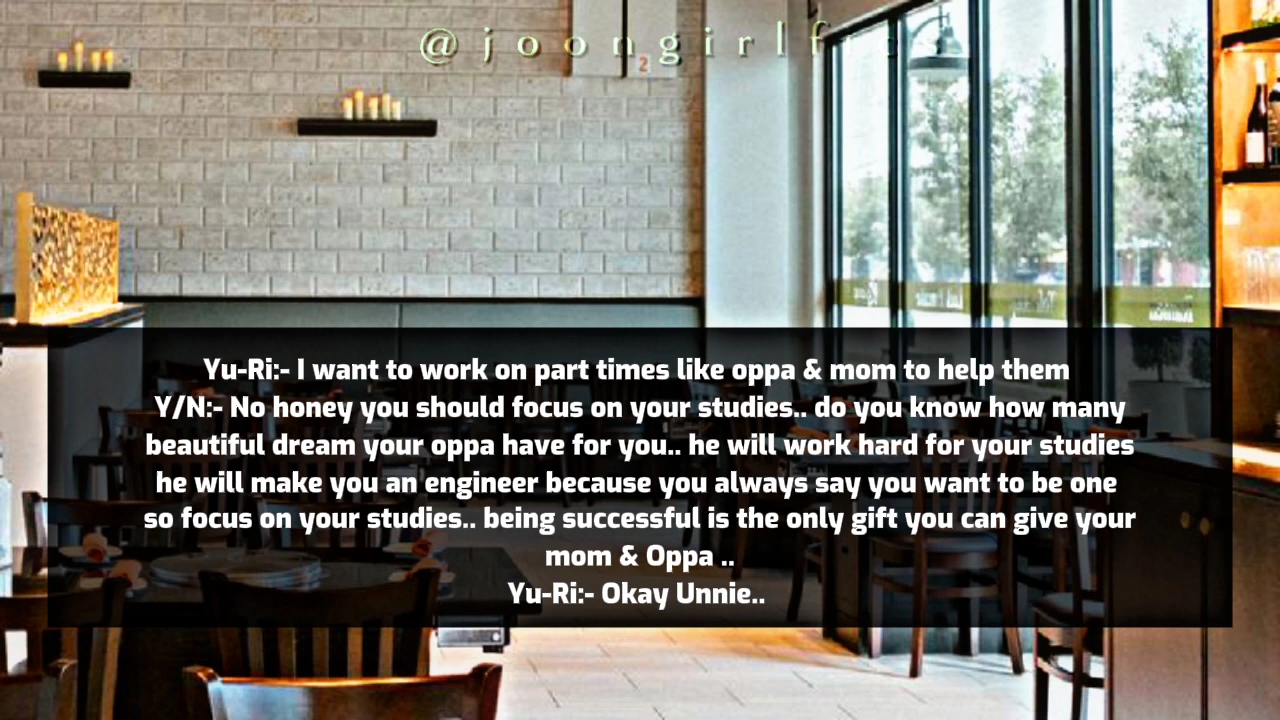 2
Yu-Ri:- I want to work on part times like oppa & mom to help them
Y/N:- No honey you should focus on your studies.. do you know how many
beautiful dream your oppa have for you.. he will work hard for your studies
he will make you an engineer because you always say you want to be one
so focus on your studies.. being successful is the only gift you can give your
mom & Oppa ..
Yu-Ri:- Okay Unnie..